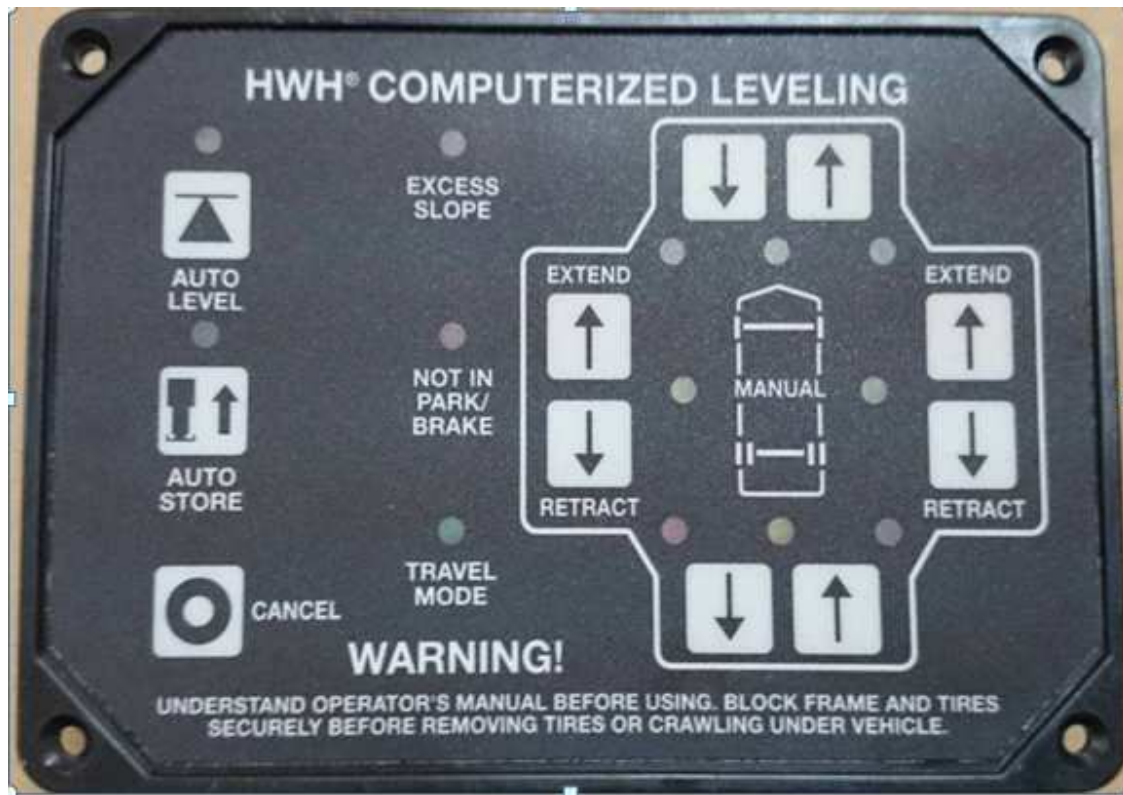 HWH® COMPUTERIZED LEVELING
EXCESS
SLOPE
AUTO
LEVEL
NOT IN
PARK/
BRAKE
AUTO
STORE
TRAVEL
MODE
CANCEL
EXTEND
RETRACT
MANUAL
EXTEND
RETRACT
WARNING!
UNDERSTAND OPERATOR'S MANUAL BEFORE USING. BLOCK FRAME AND TIRES
SECURELY BEFORE REMOVING TIRES OR CRAWLING UNDER VEHICLE.